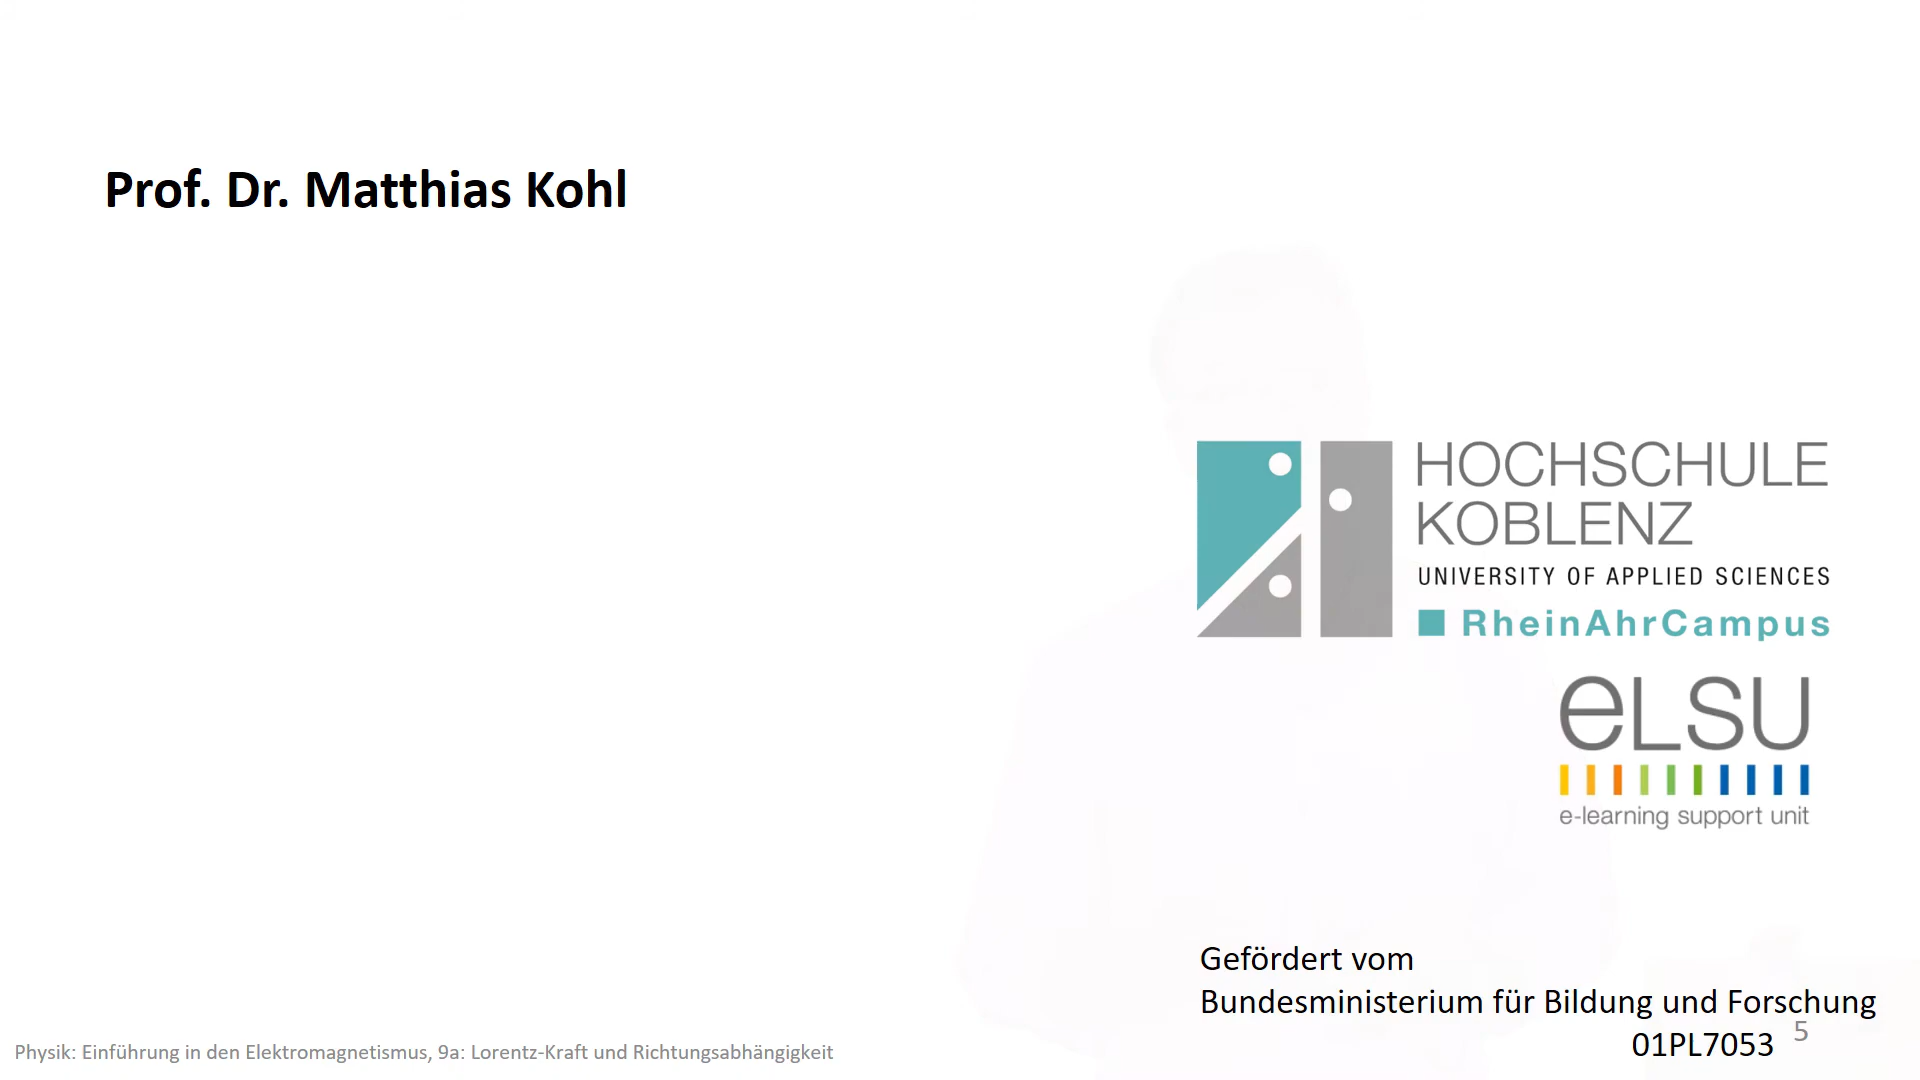 Prof. Dr. Matthias Kohl
HOCHSCHULE
KOBLENZ
UNIVERSITY OF APPLIED SCIENCES
RheinAhrCampus
eLSU
e-learning support unit
Gefördert vom
Bundesministerium für Bildung und Forschung
01PL7053
5
Physik: Einführung in den Elektromagnetismus, 9a: Lorentz-Kraft und Richtungsabhängigkeit